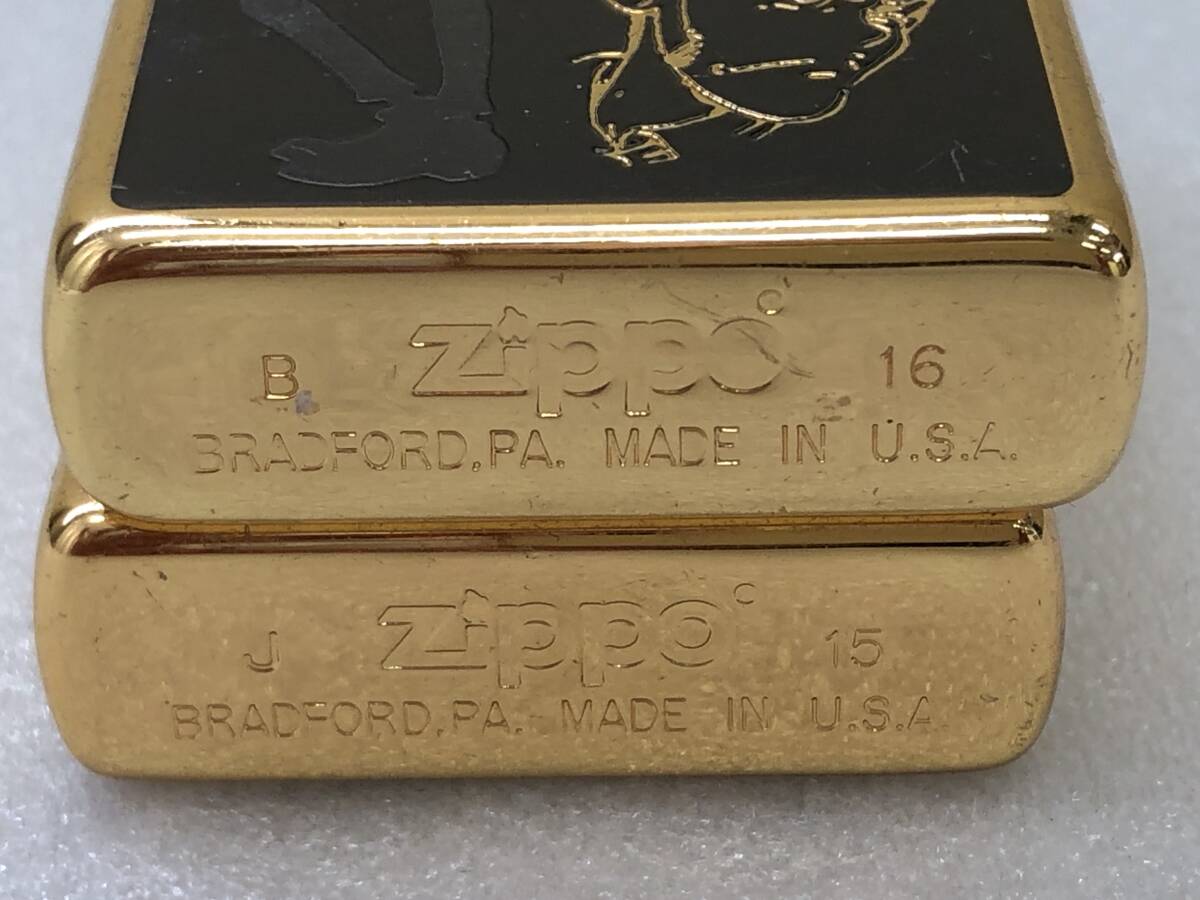 B zippo © 16
BRADFORD, PA. MADE IN U.S.A.
J zippo © 15
BRADFORD, PA. MADE IN U.S.A.